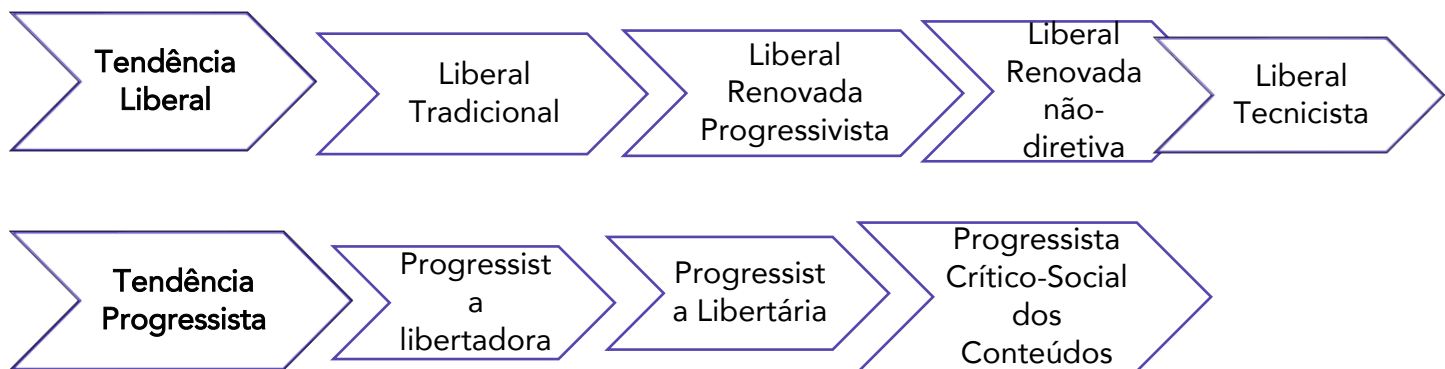 Tendência
Liberal
Liberal
Tradicional
Liberal
Renovada
Progressivista
Liberal
Renovada
não-
diretiva
Liberal
Tecnicista
Tendência
Progressista
Progressist
a
libertadora
Progressist
a Libertária
Progressista
Crítico-Social
dos
Conteúdos